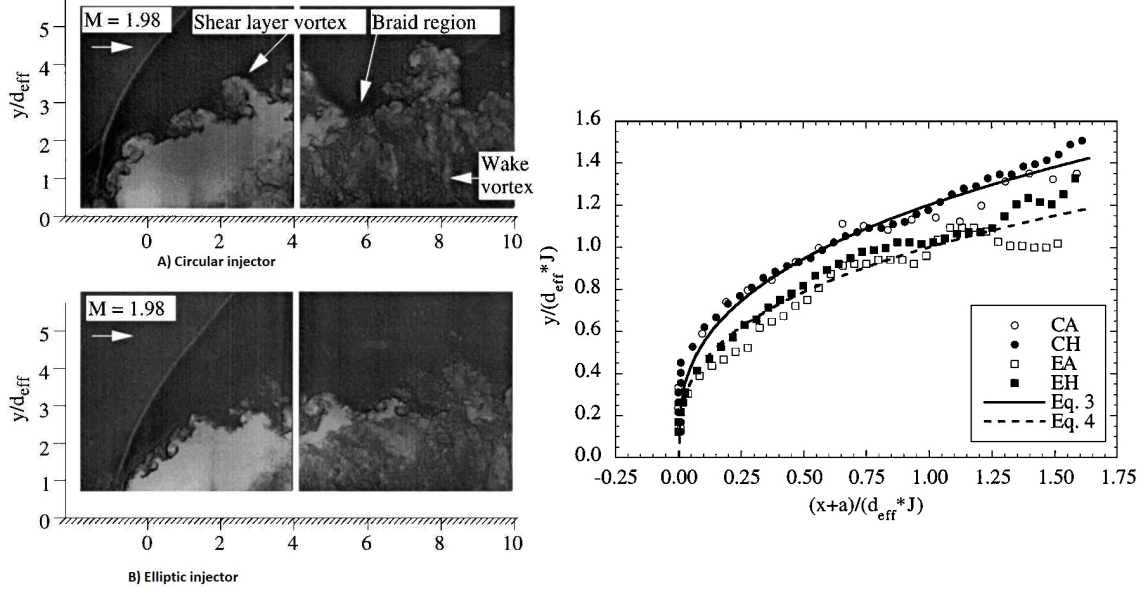 M = 1.98
Shear layer vortex
Braid region
Wake
vortex
y/d_eff
5
4
3
2
1
0
0 2 4 6 8 10
A) Circular injector
M = 1.98
y/d_eff
5
4
3
2
1
0
0 2 4 6 8 10
B) Elliptic injector
y/(d_eff*J)
1.6
1.4
1.2
1.0
0.8
0.6
0.4
0.2
0.0
-0.25 0.00 0.25 0.50 0.75 1.00 1.25 1.50 1.75
(x+a)/(d_eff*J)
CA
CH
EA
EH
Eq. 3
Eq. 4